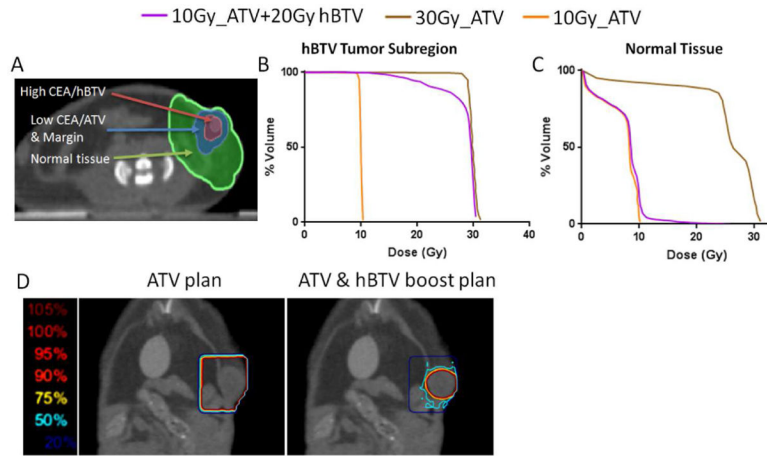 10Gy_ATV+20Gy hBTV 30Gy_ATV 10Gy_ATV
A
High CEA/hBTV
Low CEA/ATV
& Margin
Normal tissue
B
hBTV Tumor Subregion
% Volume
100
50
0
0 10 20 30
Dose (Gy)
C
Normal Tissue
% Volume
100
50
0
0 10 20 30
Dose (Gy)
D
ATV plan ATV & hBTV boost plan
105%
100%
95%
90%
75%
50%
20%